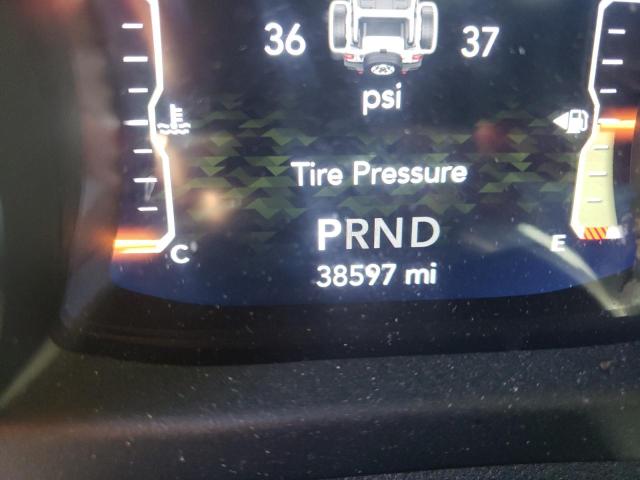 36 37
psi
Tire Pressure
PRND
C E
38597 mi